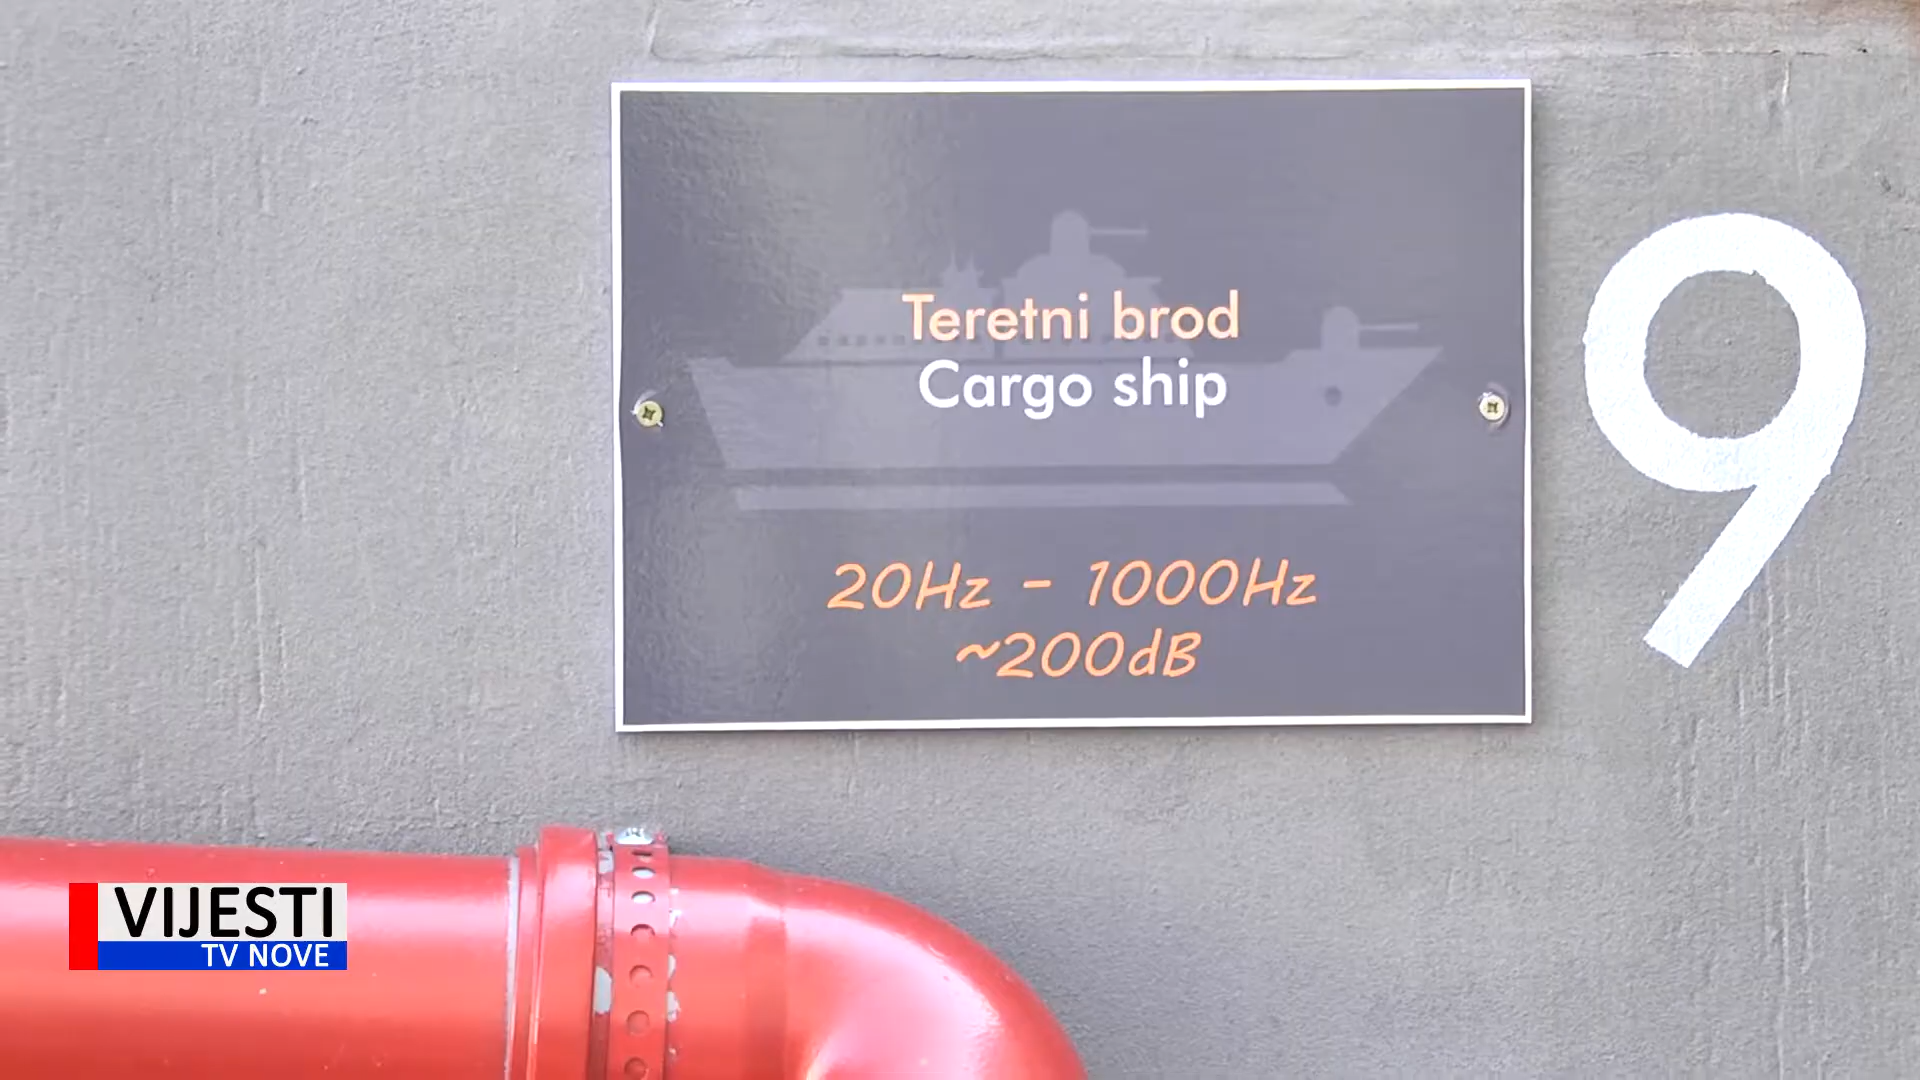 Teretni brod
Cargo ship
20Hz - 1000Hz
~200dB
9
VIJESTI
TV NOVE